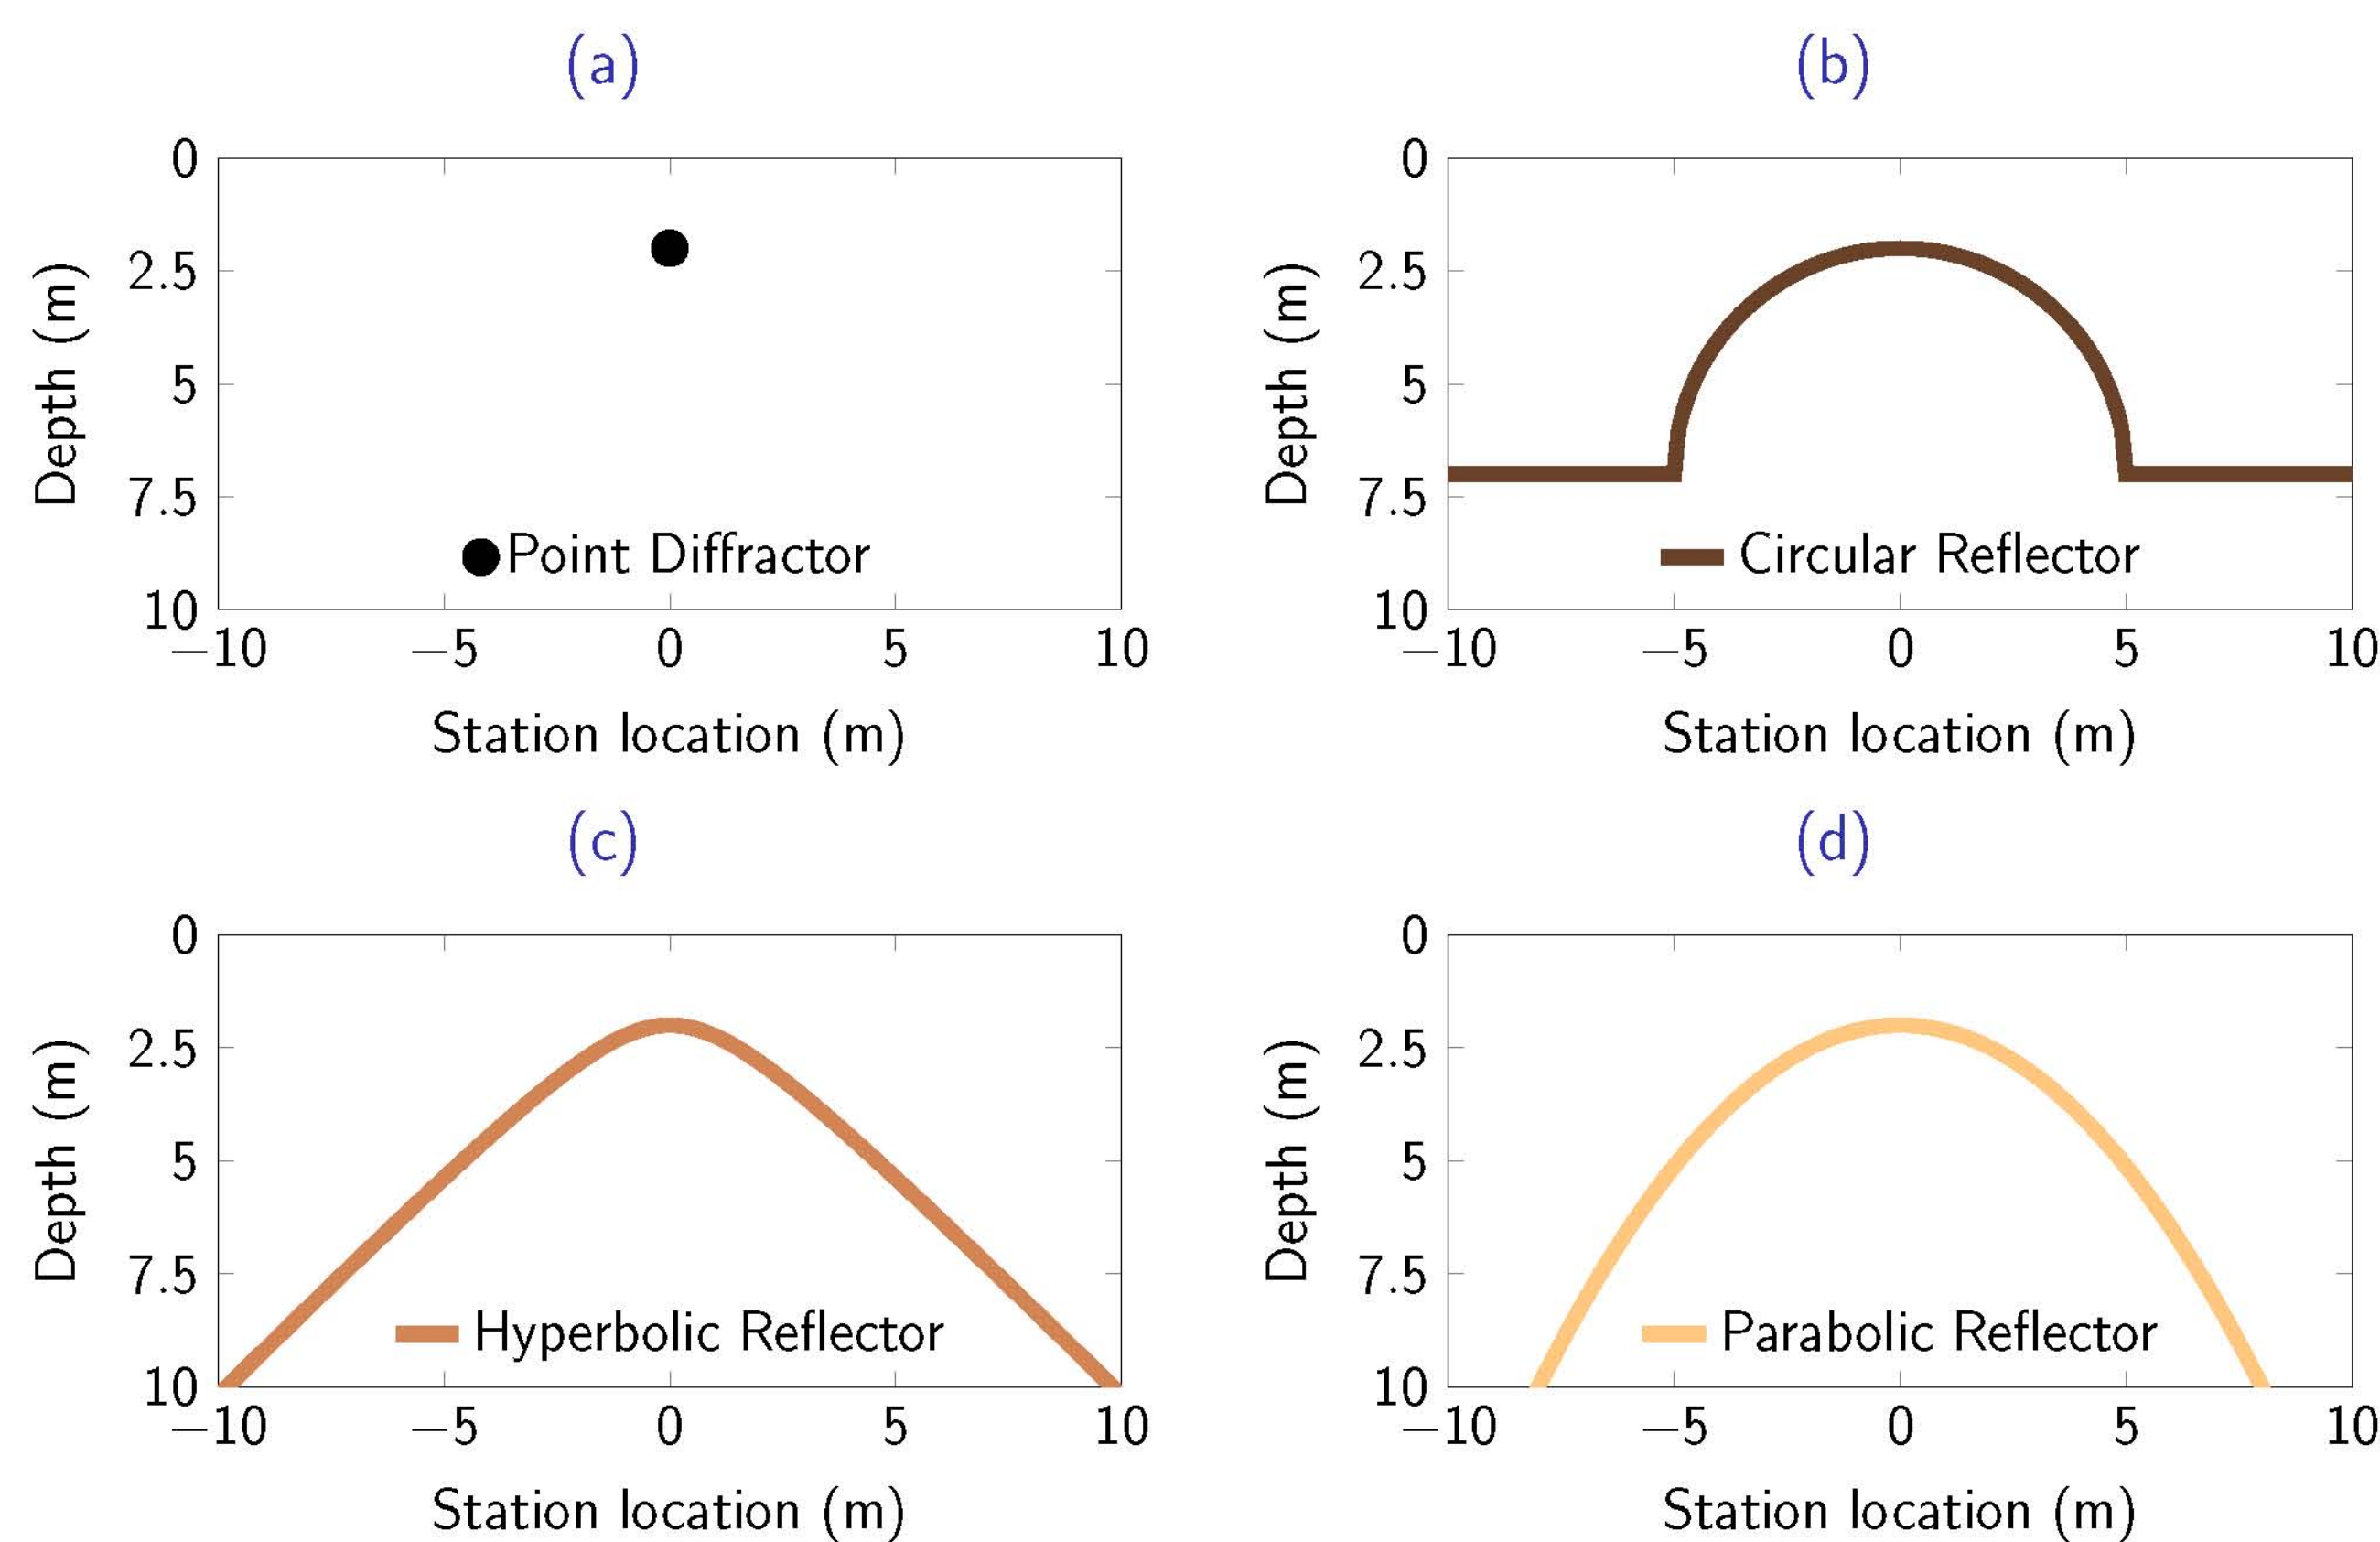 (a)
0
2.5
5
7.5
10
Depth (m)
Point Diffractor
−10 −5 0 5 10
Station location (m)
(b)
0
2.5
5
7.5
10
Depth (m)
Circular Reflector
−10 −5 0 5 10
Station location (m)
(c)
0
2.5
5
7.5
10
Depth (m)
Hyperbolic Reflector
−10 −5 0 5 10
Station location (m)
(d)
0
2.5
5
7.5
10
Depth (m)
Parabolic Reflector
−10 −5 0 5 10
Station location (m)